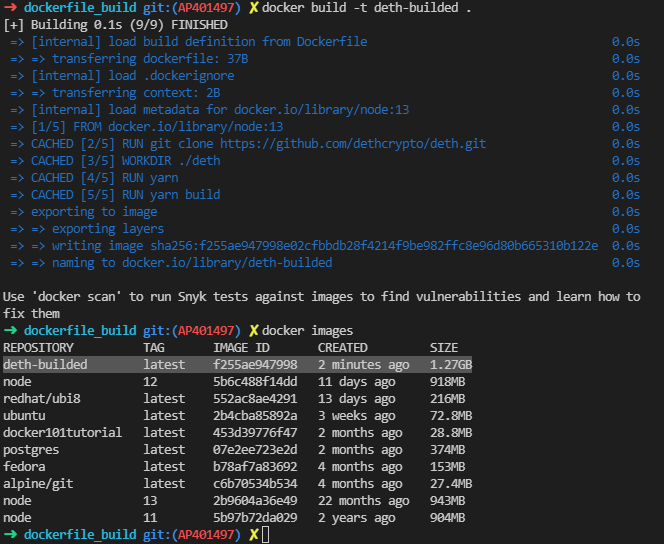 ➜ dockerfile_build git:(AP401497) ✗ docker build -t deth-builded .
[+] Building 0.1s (9/9) FINISHED
=> [internal] load build definition from Dockerfile 0.0s
=> => transferring dockerfile: 37B 0.0s
=> [internal] load .dockerignore 0.0s
=> => transferring context: 2B 0.0s
=> [internal] load metadata for docker.io/library/node:13 0.0s
=> [1/5] FROM docker.io/library/node:13 0.0s
=> CACHED [2/5] RUN git clone https://github.com/dethcrypto/deth.git 0.0s
=> CACHED [3/5] WORKDIR ./deth 0.0s
=> CACHED [4/5] RUN yarn 0.0s
=> CACHED [5/5] RUN yarn build 0.0s
=> exporting to image 0.0s
=> => exporting layers 0.0s
=> => writing image sha256:f255ae947998e02cfbbdb28f4214f9be982ffc8e96d80b665310b122e 0.0s
=> => naming to docker.io/library/deth-builded 0.0s
Use 'docker scan' to run Snyk tests against images to find vulnerabilities and learn how to
fix them
➜ dockerfile_build git:(AP401497) ✗ docker images
REPOSITORY TAG IMAGE ID CREATED SIZE
deth-builded latest f255ae947998 2 minutes ago 1.27GB
node 12 5b6c488f14dd 11 days ago 918MB
redhat/ubi8 latest 552ac8ae4291 13 days ago 216MB
ubuntu latest 2b4cba85892a 3 weeks ago 72.8MB
docker101tutorial latest 453d39776f47 2 months ago 28.8MB
postgres latest 07e2ee723e2d 2 months ago 374MB
fedora latest b78af7a83692 4 months ago 153MB
alpine/git latest c6b70534b534 4 months ago 27.4MB
node 13 2b9604a36e49 22 months ago 943MB
node 11 5b97b72da029 2 years ago 904MB
➜ dockerfile_build git:(AP401497) ✗